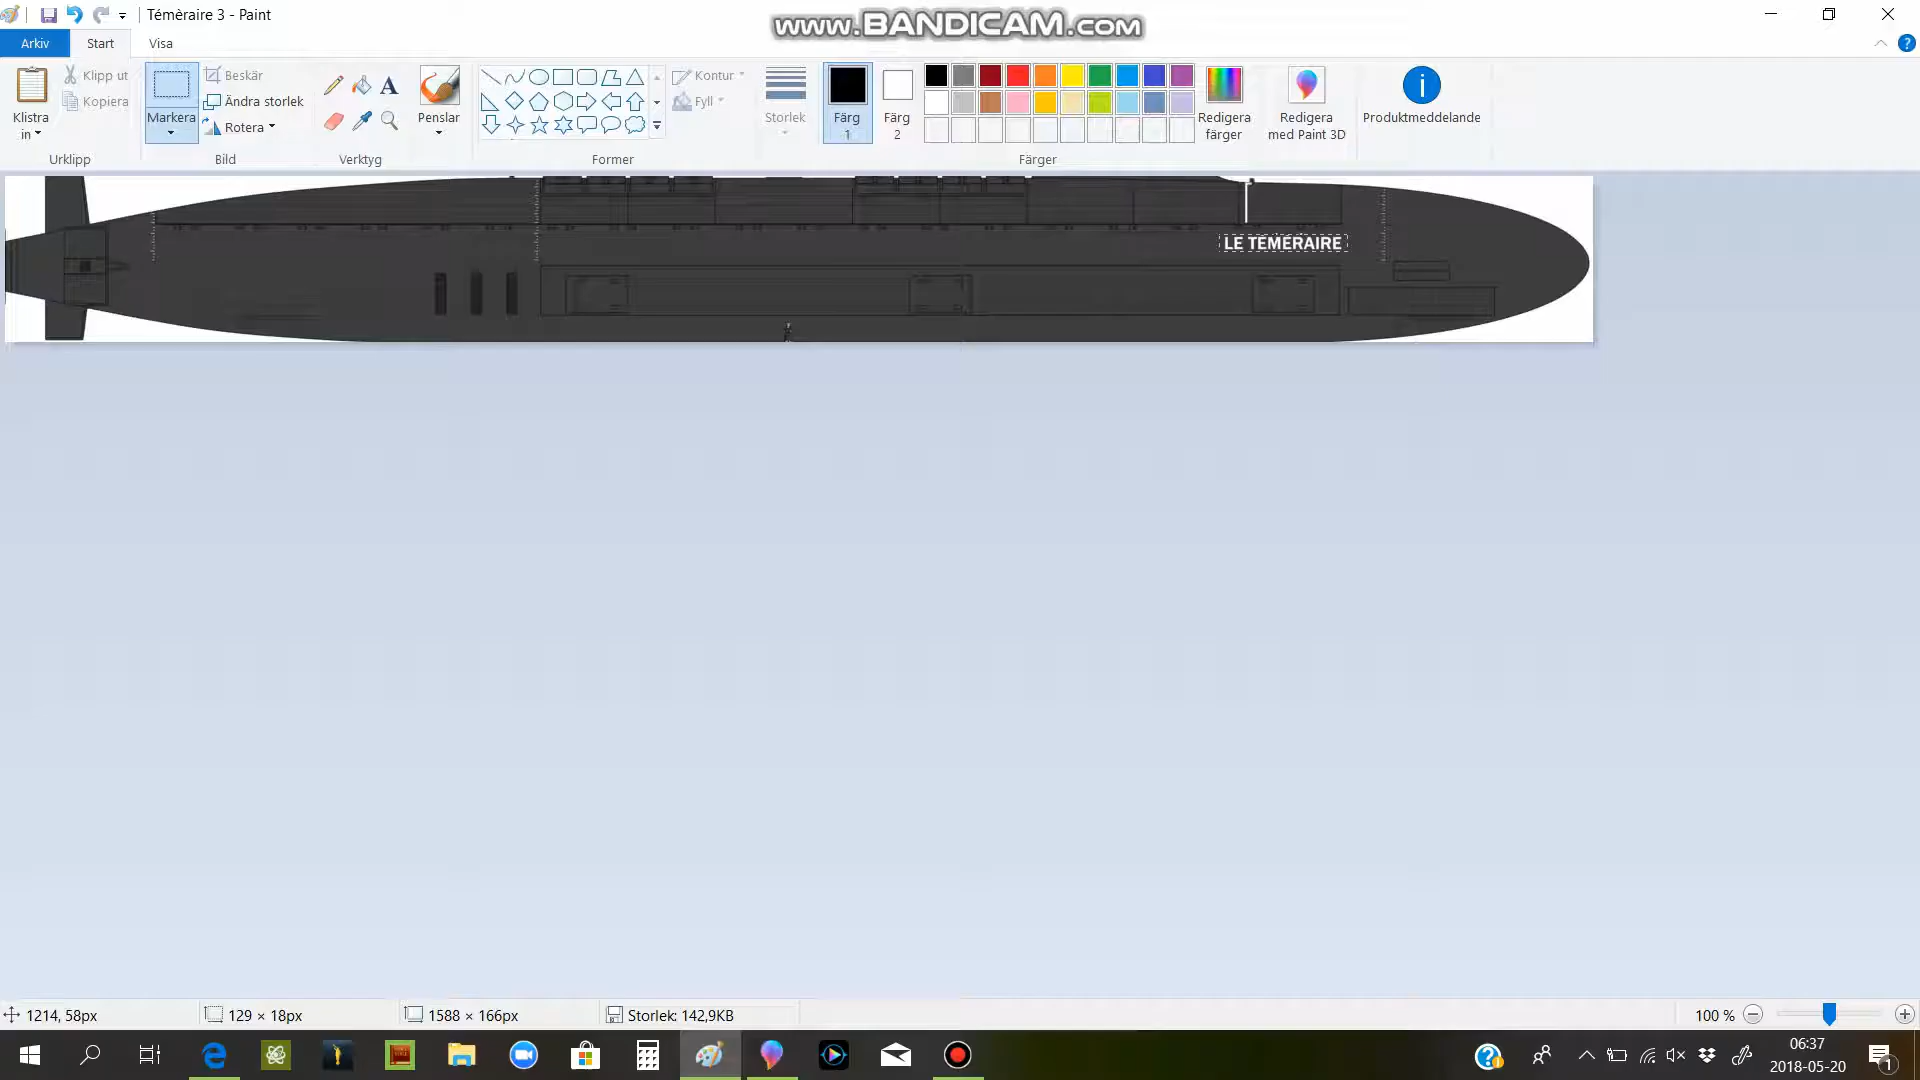 Témèraire 3 - Paint
www.BANDICAM.com
Arkiv
Start
Visa
Klistra
in
Klipp ut
Kopiera
Urklipp
Markera
Beskär
Ändra storlek
Rotera
Bild
A
Verktyg
Penslar
Former
Kontur
Fyll
Storlek
Färg
1
Färg
2
Färger
Redigera
färger
Redigera
med Paint 3D
i
Produktmeddelande
?
LE TEMERAIRE
1214, 58px
129 × 18px
1588 × 166px
Storlek: 142,9KB
100 %
06:37
2018-05-20
1